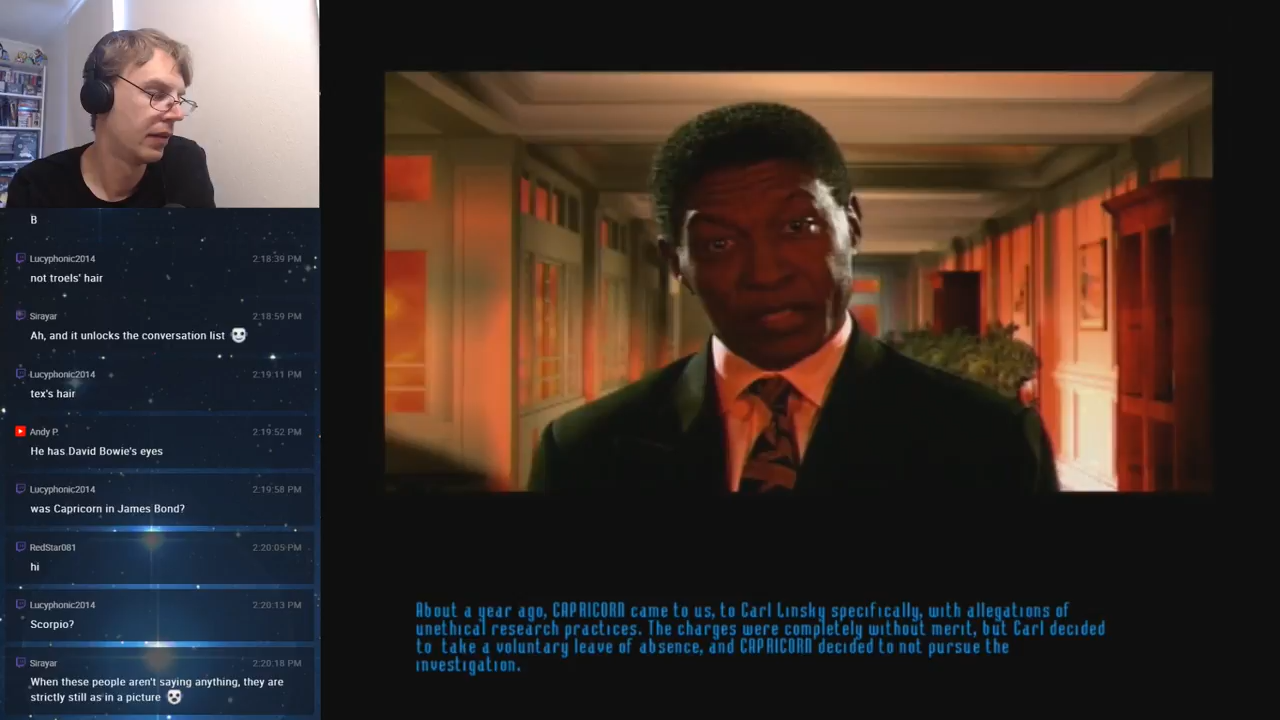 B
Lucyphonic2014 2:18:39 PM
not troels' hair
Sirayar 2:18:59 PM
Ah, and it unlocks the conversation list
Lucyphonic2014 2:19:11 PM
tex's hair
Andy P. 2:19:52 PM
He has David Bowie's eyes
Lucyphonic2014 2:19:58 PM
was Capricorn in James Bond?
RedStar081 2:20:05 PM
hi
Lucyphonic2014 2:20:13 PM
Scorpio?
Sirayar 2:20:18 PM
When these people aren't saying anything, they are
strictly still as in a picture
About a year ago, CAPRICORN came to us, to Carl Linsky specifically, with allegations of
unethical research practices. The charges were completely without merit, but Carl decided
to take a voluntary leave of absence, and CAPRICORN decided to not pursue the
investigation.